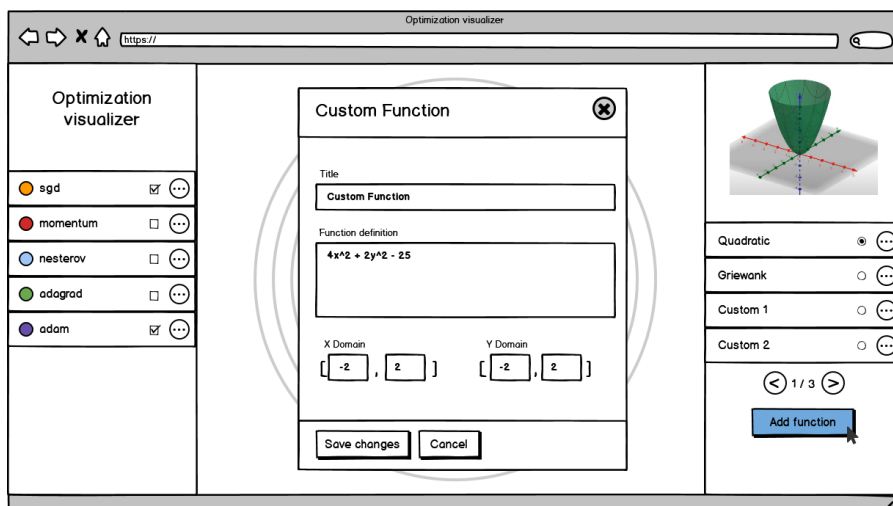 Optimization visualizer
https://
Optimization
visualizer
sgd
momentum
nesterov
adagrad
adam
Custom Function
Title
Custom Function
Function definition
4x^2 + 2y^2 - 25
X Domain
[ -2 , 2 ]
Y Domain
[ -2 , 2 ]
Save changes
Cancel
Quadratic
Griewank
Custom 1
Custom 2
< 1 / 3 >
Add function